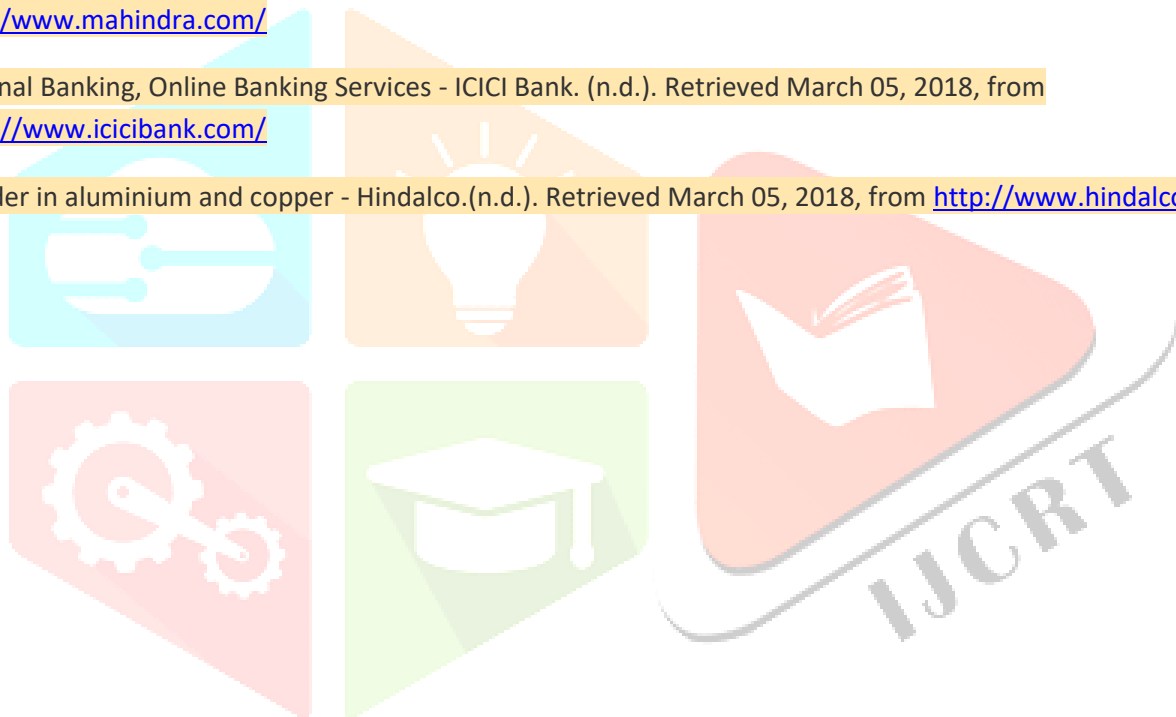 //www.mahindra.com/
nal Banking, Online Banking Services - ICICI Bank. (n.d.). Retrieved March 05, 2018, from
://www.icicibank.com/
der in aluminium and copper - Hindalco.(n.d.). Retrieved March 05, 2018, from http://www.hindalco
IJCRT